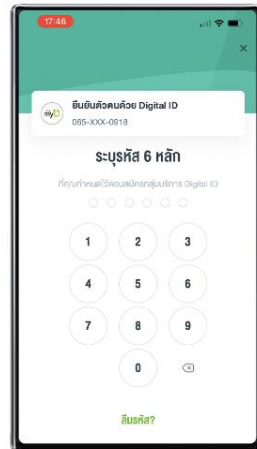 17:46
myID
ยืนยันตัวตนด้วย Digital ID
065-XXX-0918
ระบุรหัส 6 หลัก
ที่คุณกำหนดไว้ตอนสมัครกลุ่มบริการ Digital ID
1 2 3
4 5 6
7 8 9
0
ลืมรหัส?